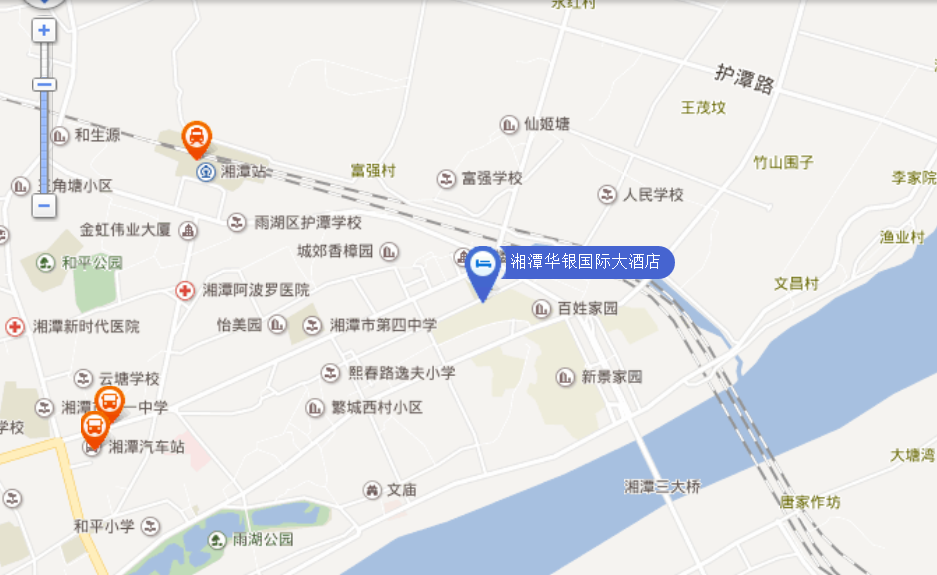 永红村
护潭路
王茂坟
仙姬塘
和生源
竹山围子
湘潭站
富强村
富强学校
李家院
三角塘小区
人民学校
雨湖区护潭学校
金虹伟业大厦
渔业村
城郊香樟园
和平公园
湘潭华银国际大酒店
湘潭阿波罗医院
文昌村
百姓家园
湘潭新时代医院
怡美园
湘潭市第四中学
熙春路逸夫小学
云塘学校
新景家园
繁城西村小区
湘潭
一中学
学校
湘潭汽车站
大塘湾
文庙
湘潭三大桥
唐家作坊
和平小学
雨湖公园